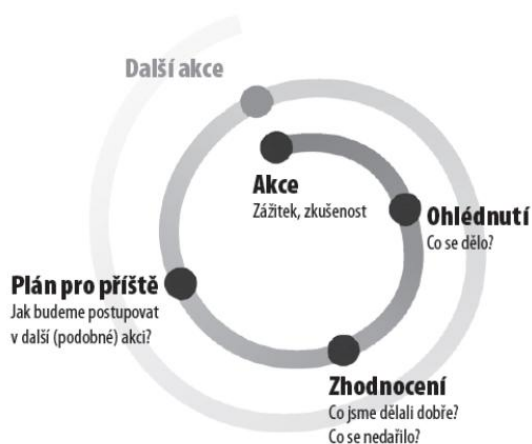 Další akce
Akce
Zážitek, zkušenost
Ohlédnutí
Co se dělo?
Zhodnocení
Co jsme dělali dobře?
Co se nedařilo?
Plán pro příště
Jak budeme postupovat
v další (podobné) akci?